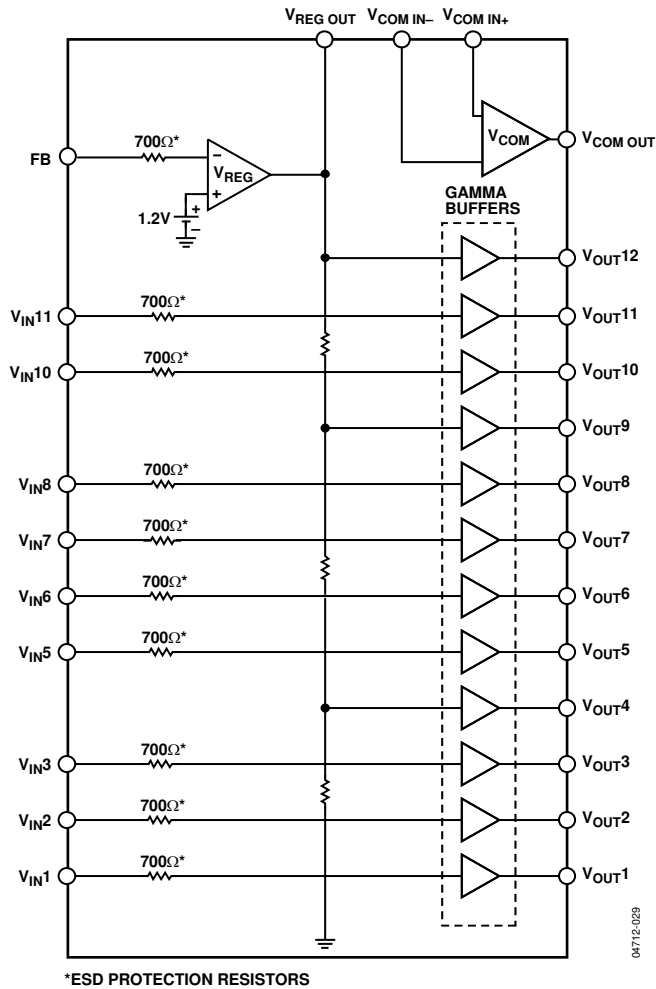 VREG OUT VCOM IN– VCOM IN+
700Ω*
FB
–
VREG
+
1.2V
+
–
VCOM
VCOM OUT
GAMMA
BUFFERS
VOUT12
VIN11 700Ω* VOUT11
VIN10 700Ω* VOUT10
VOUT9
VIN8 700Ω* VOUT8
VIN7 700Ω* VOUT7
VIN6 700Ω* VOUT6
VIN5 700Ω* VOUT5
VOUT4
VIN3 700Ω* VOUT3
VIN2 700Ω* VOUT2
VIN1 700Ω* VOUT1
04712-029
*ESD PROTECTION RESISTORS